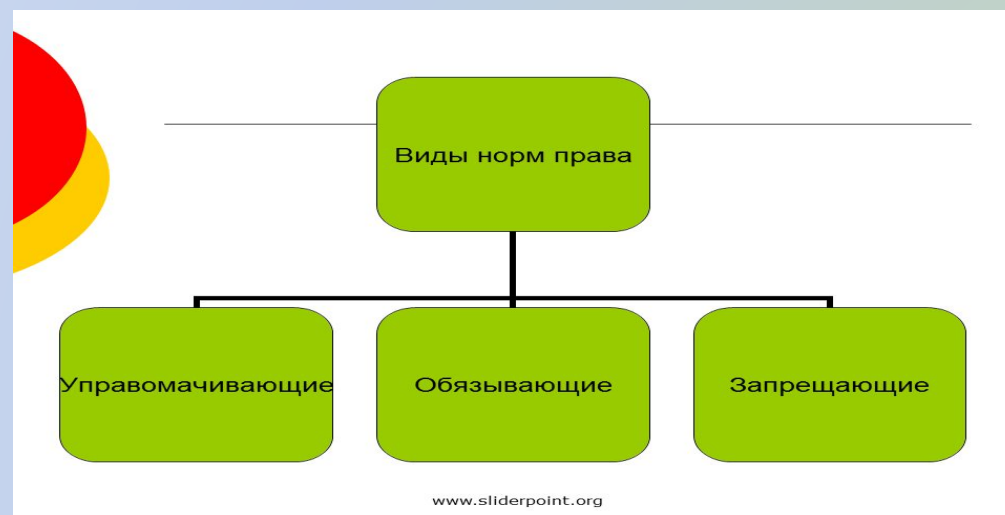 Виды норм права
Управомачивающие
Обязывающие
Запрещающие
www.sliderpoint.org